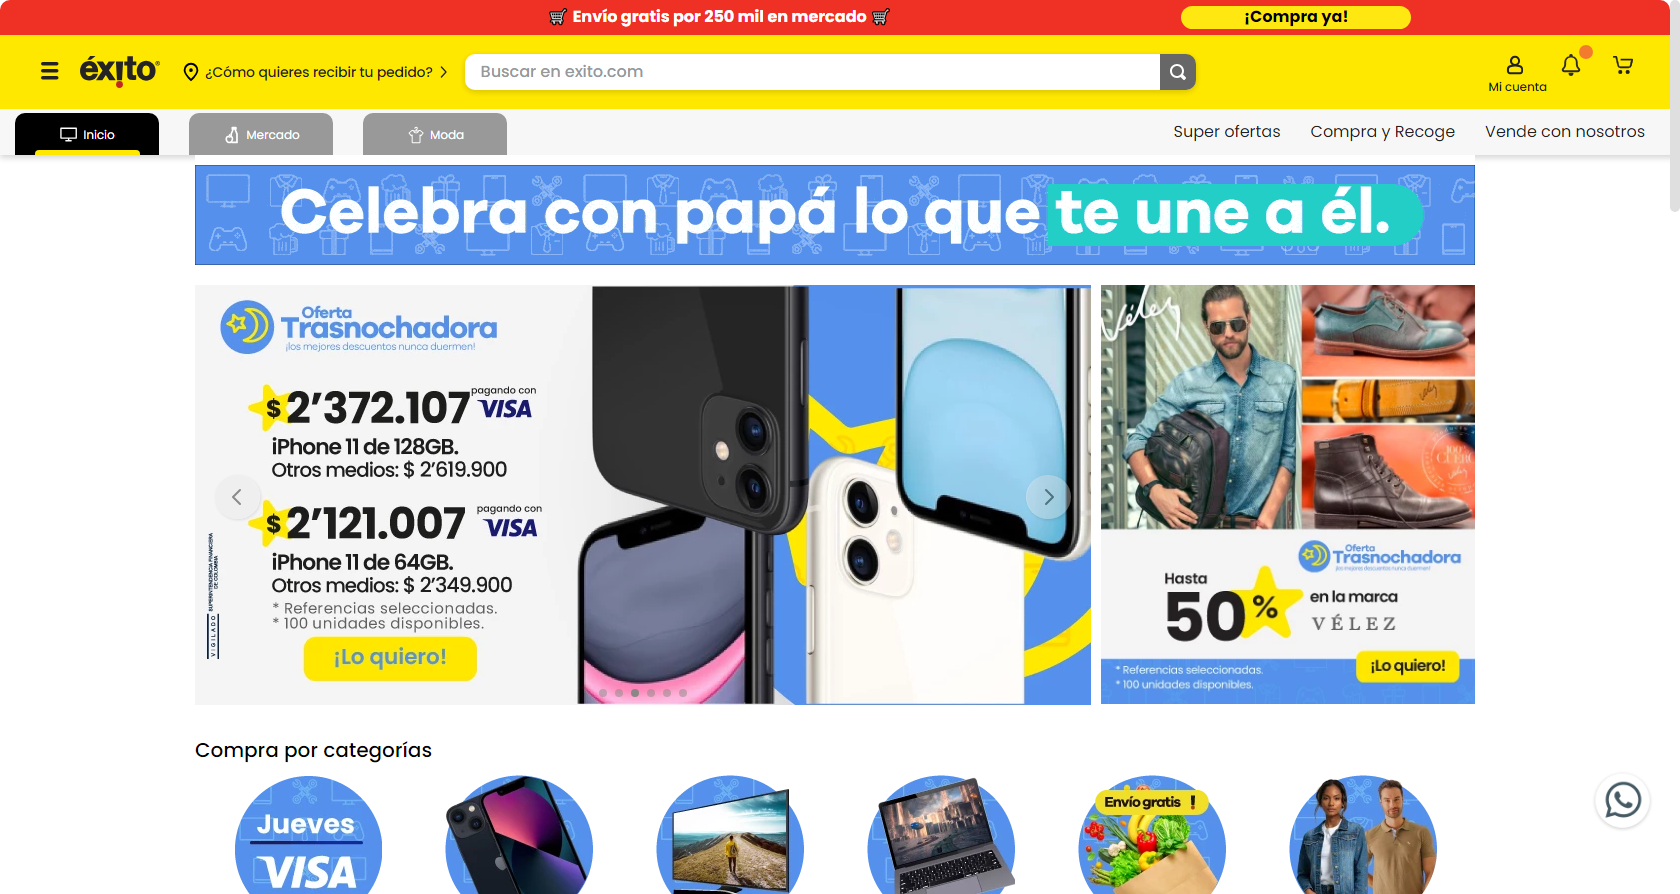 Envío gratis por 250 mil en mercado
¡Compra ya!
éxito
¿Cómo quieres recibir tu pedido?
Buscar en exito.com
Mi cuenta
Inicio
Mercado
Moda
Super ofertas
Compra y Recoge
Vende con nosotros
Celebra con papá lo que te une a él.
Oferta
Trasnochadora
¡los mejores descuentos nunca duermen!
$2'372.107
pagando con
VISA
iPhone 11 de 128GB.
Otros medios: $ 2'619.900
$2'121.007
pagando con
VISA
iPhone 11 de 64GB.
Otros medios: $ 2'349.900
* Referencias seleccionadas.
* 100 unidades disponibles.
¡Lo quiero!
VIGILADO SUPERINTENDENCIA FINANCIERA
DE COLOMBIA
Vélez
Oferta
Trasnochadora
¡los mejores descuentos nunca duermen!
Hasta
50%
en la marca
VÉLEZ
* Referencias seleccionadas.
* 100 unidades disponibles.
¡Lo quiero!
Compra por categorías
Jueves
VISA
Envío gratis !